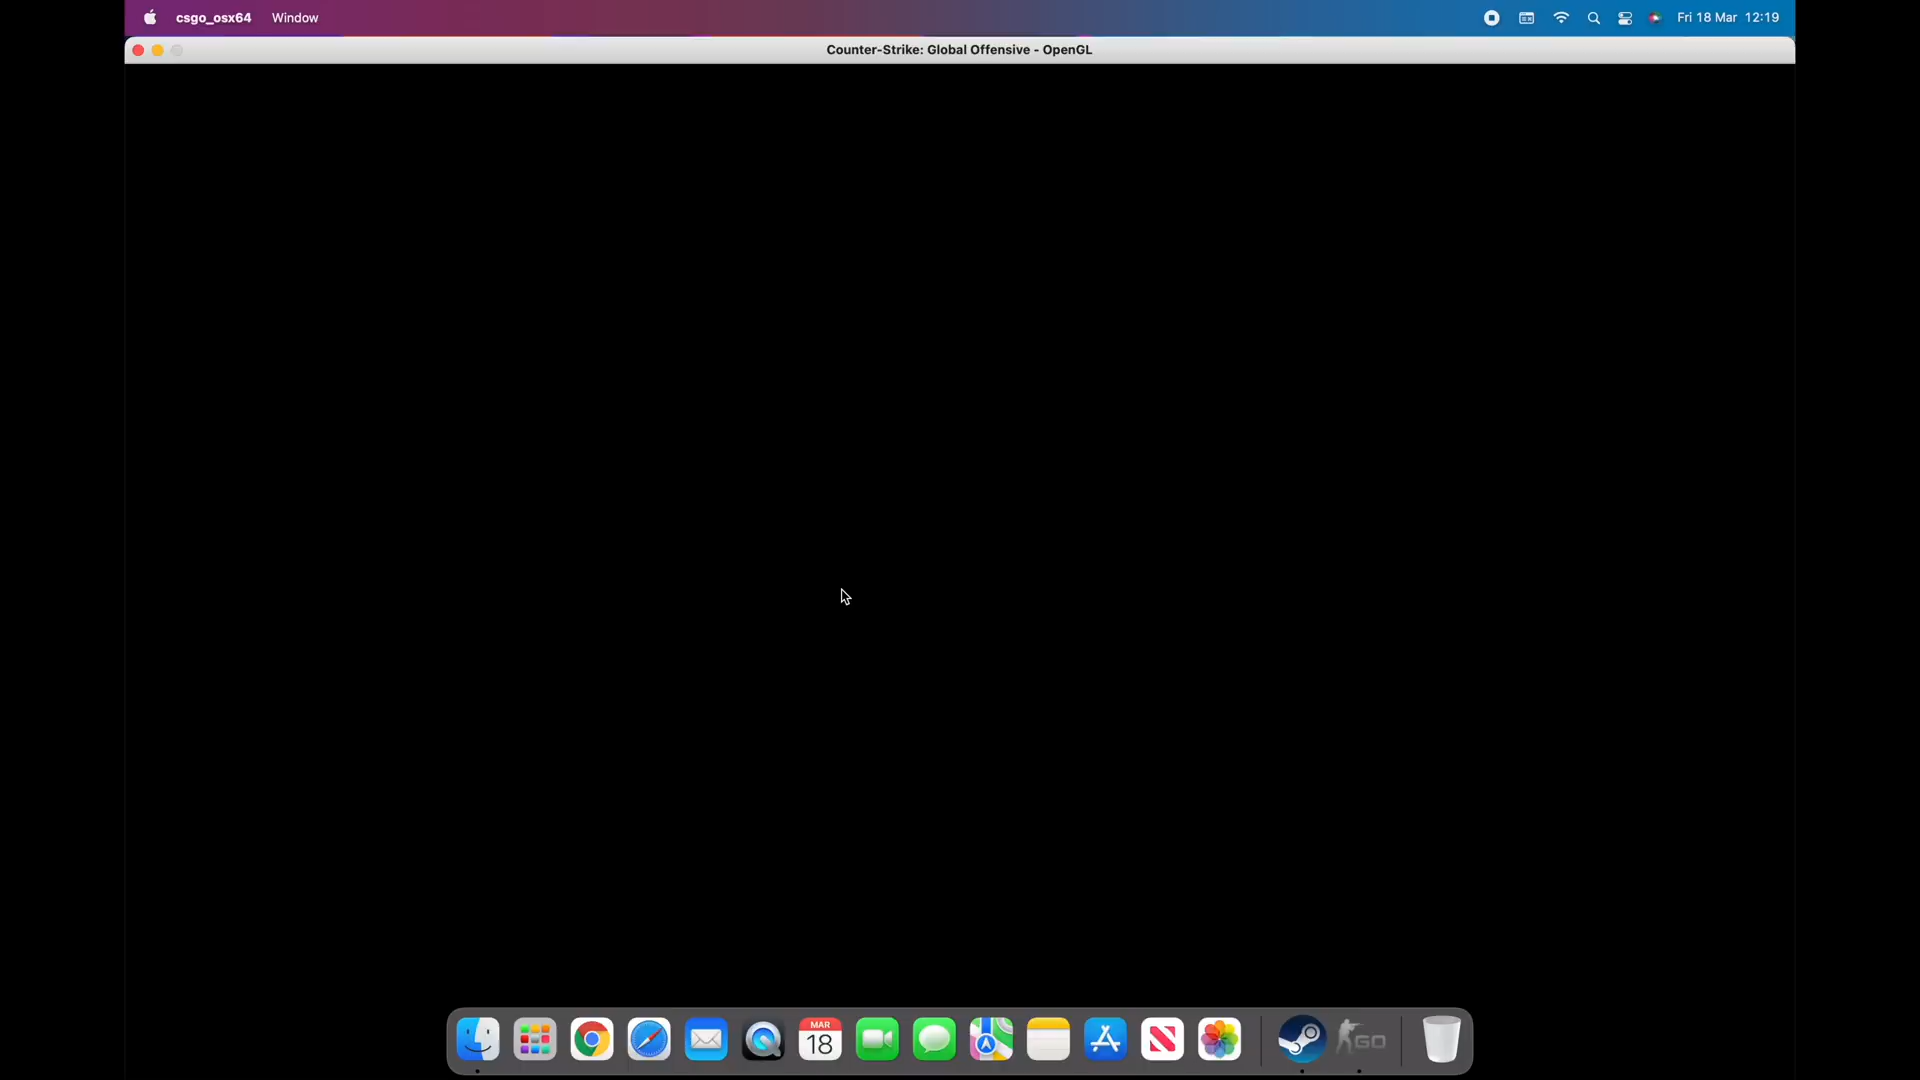 csgo_osx64 Window Fri 18 Mar 12:19
Counter-Strike: Global Offensive - OpenGL
MAR
18
GO